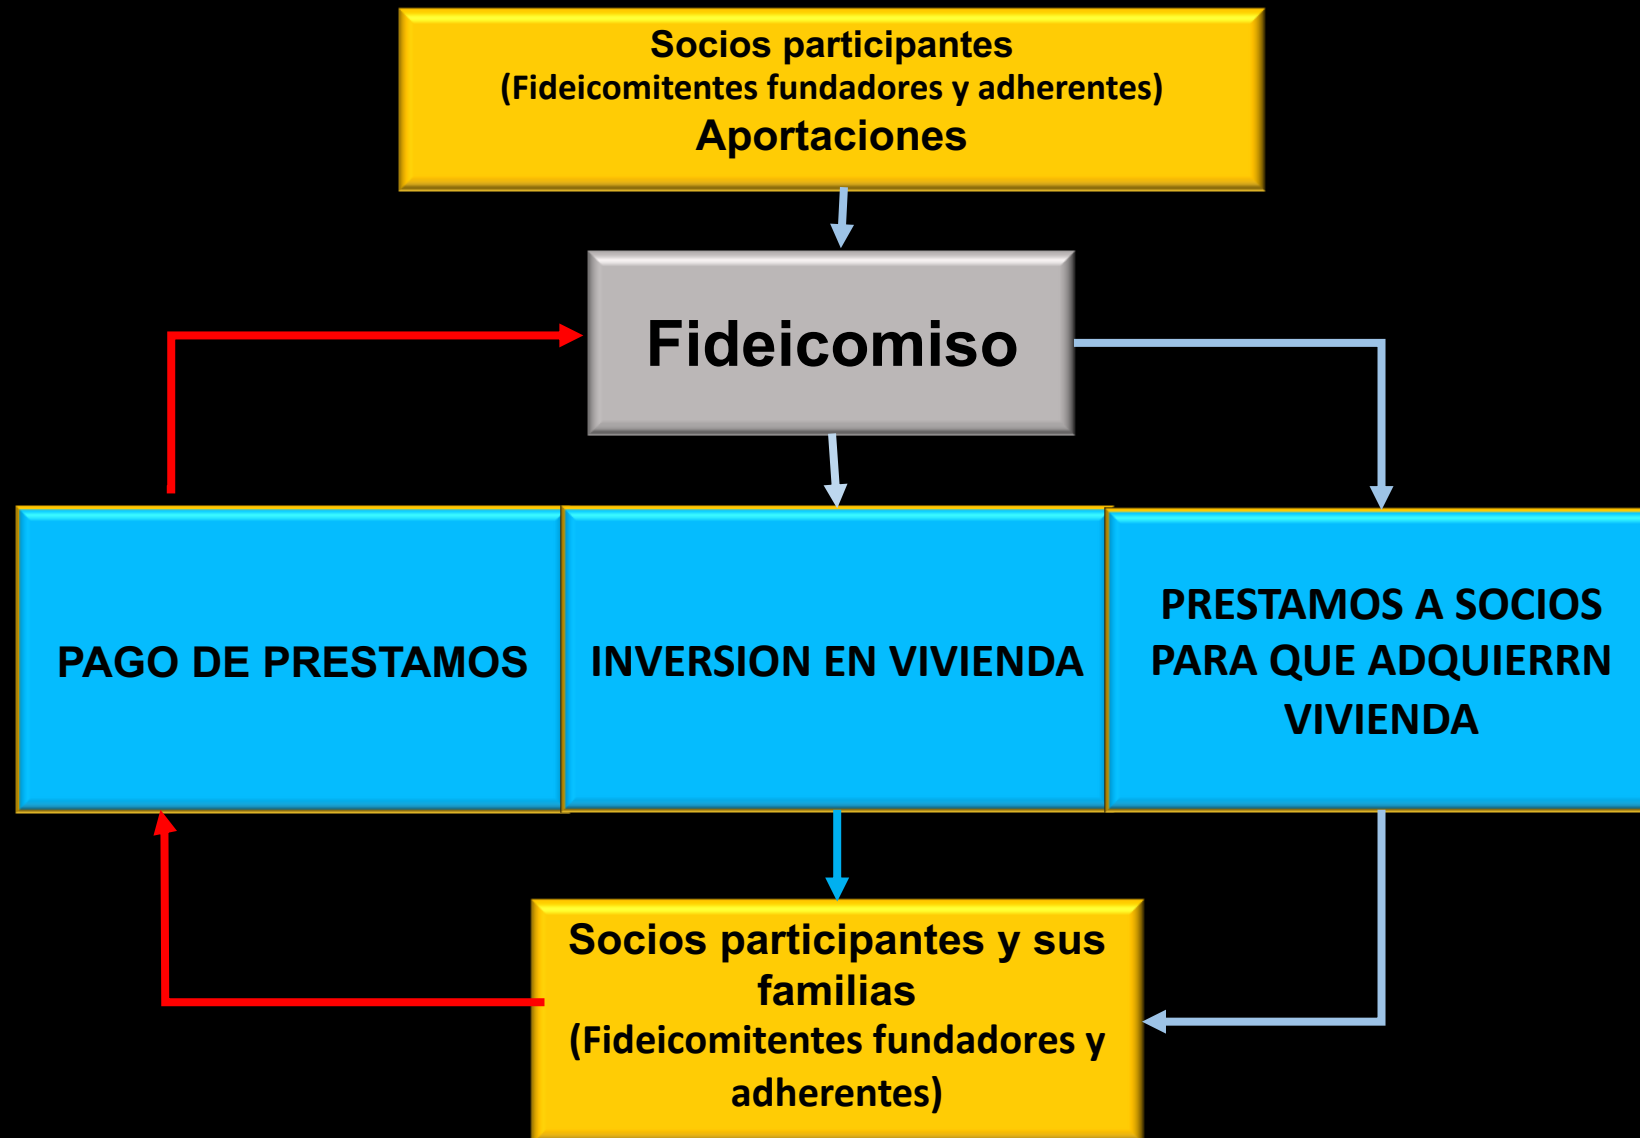 Socios participantes
(Fideicomitentes fundadores y adherentes)
Aportaciones
Fideicomiso
PAGO DE PRESTAMOS
INVERSION EN VIVIENDA
PRESTAMOS A SOCIOS
PARA QUE ADQUIERRN
VIVIENDA
Socios participantes y sus
familias
(Fideicomitentes fundadores y
adherentes)